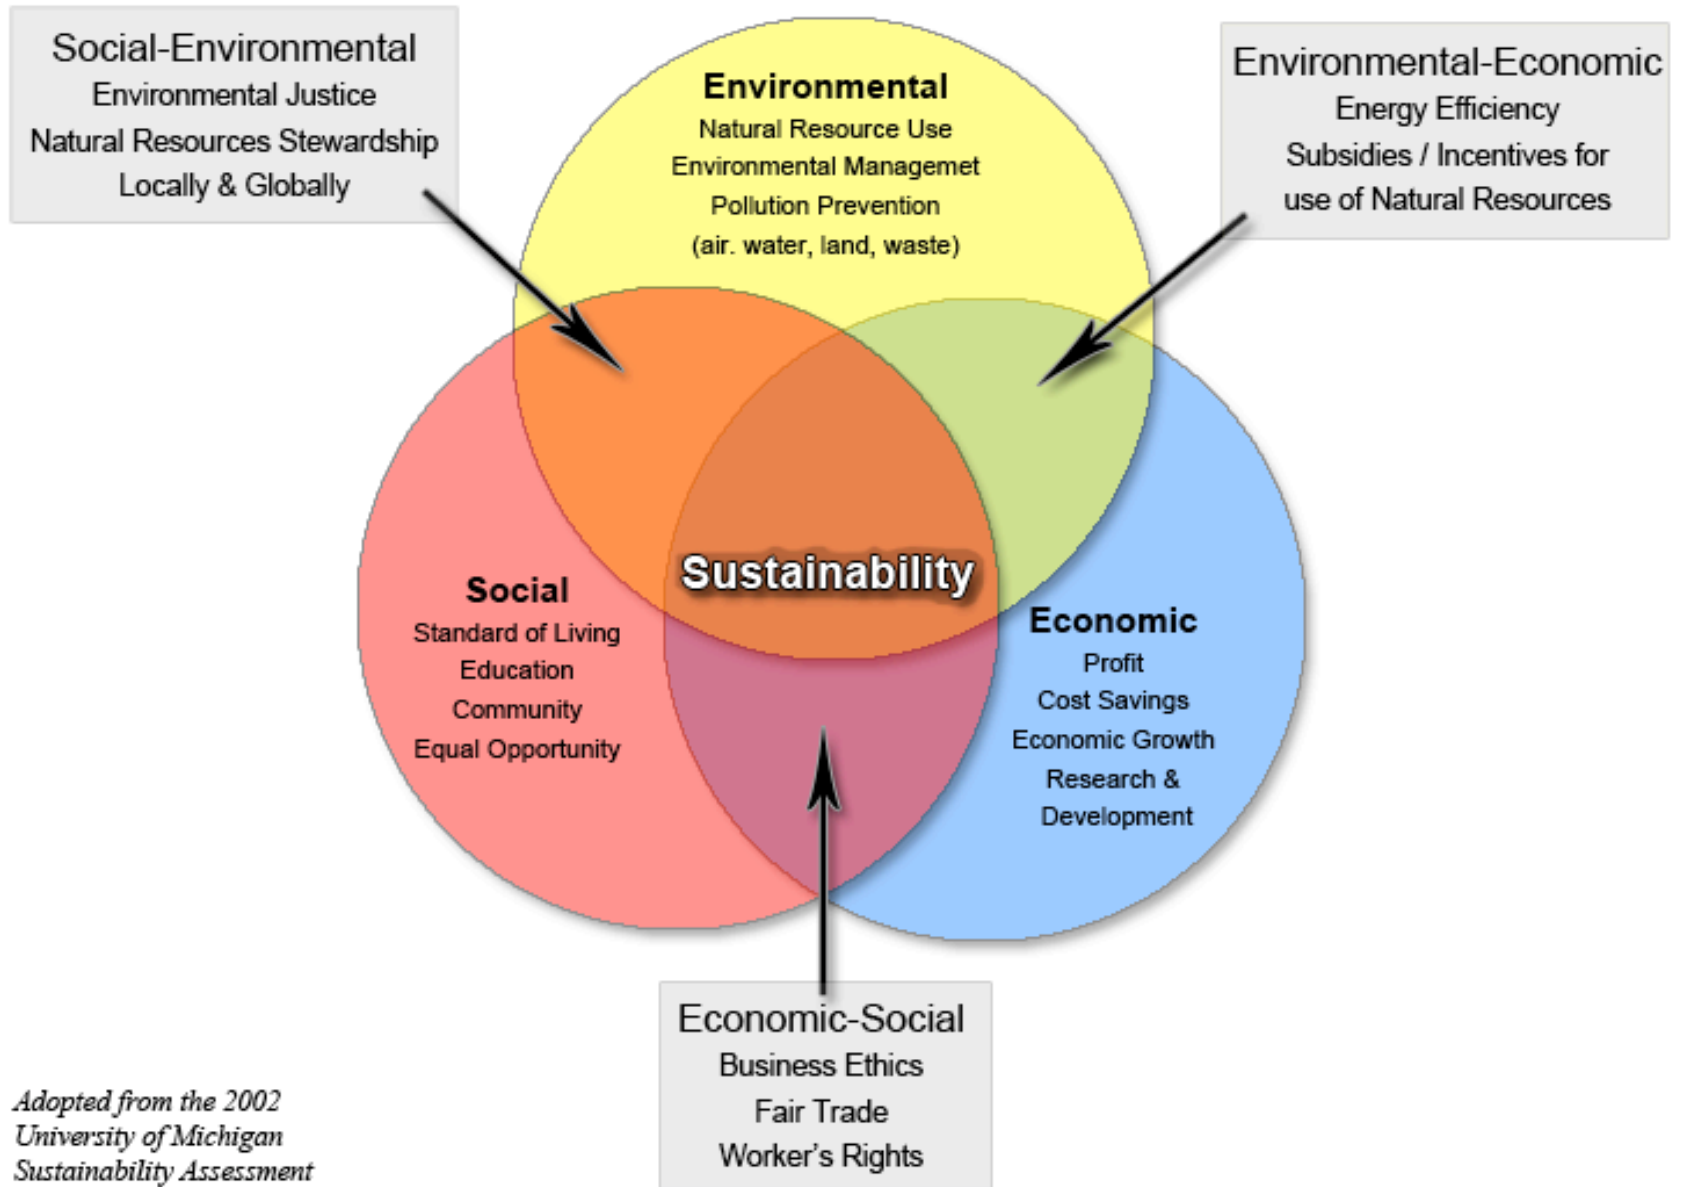 Social-Environmental
Environmental Justice
Natural Resources Stewardship
Locally & Globally
Environmental
Natural Resource Use
Environmental Managemet
Pollution Prevention
(air. water, land, waste)
Environmental-Economic
Energy Efficiency
Subsidies / Incentives for
use of Natural Resources
Sustainability
Social
Standard of Living
Education
Community
Equal Opportunity
Economic
Profit
Cost Savings
Economic Growth
Research &
Development
Economic-Social
Business Ethics
Fair Trade
Worker's Rights
Adopted from the 2002
University of Michigan
Sustainability Assessment